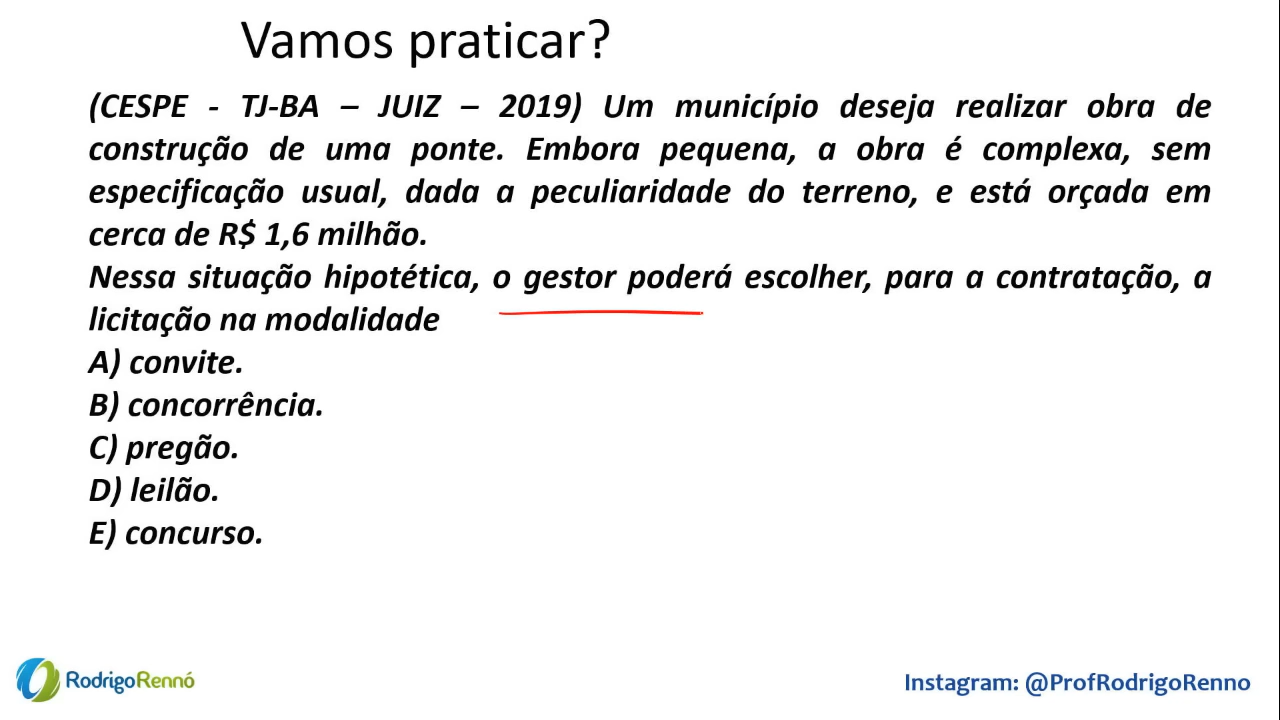 Vamos praticar?
(CESPE - TJ-BA – JUIZ – 2019) Um município deseja realizar obra de
construção de uma ponte. Embora pequena, a obra é complexa, sem
especificação usual, dada a peculiaridade do terreno, e está orçada em
cerca de R$ 1,6 milhão.
Nessa situação hipotética, o gestor poderá escolher, para a contratação, a
licitação na modalidade
A) convite.
B) concorrência.
C) pregão.
D) leilão.
E) concurso.
RodrigoRennó
Instagram: @ProfRodrigoRenno